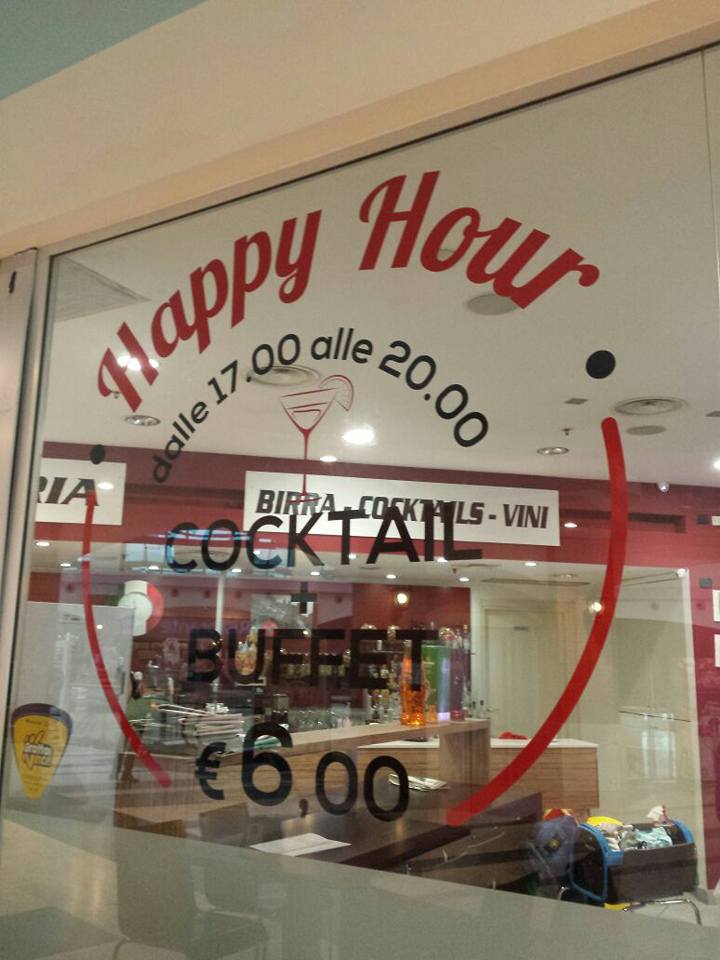 Happy Hour
dalle 17.00 alle 20.00
RIA
BIRRA - COCKTAILS - VINI
COCKTAIL
+
BUFFET
€6,00